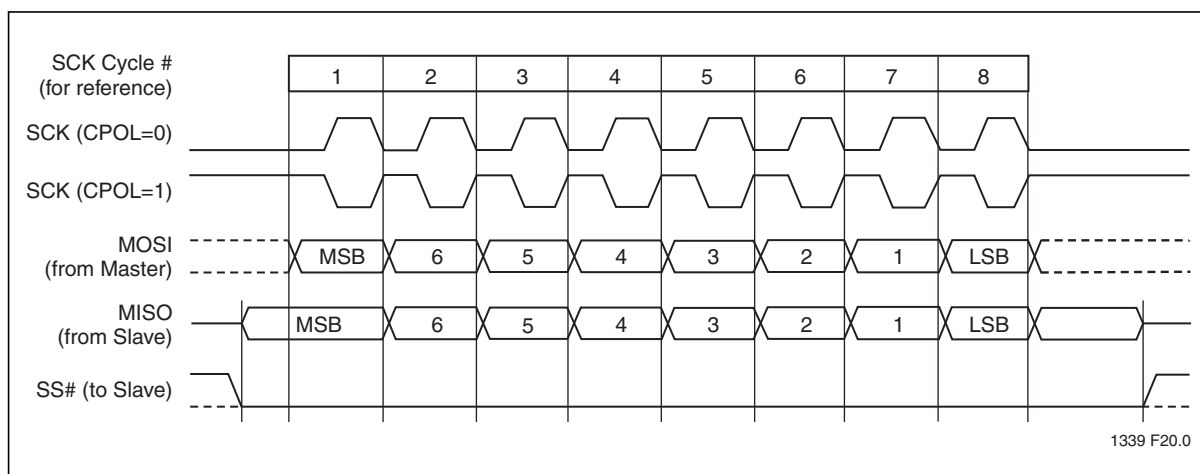 SCK Cycle #
(for reference)
1 2 3 4 5 6 7 8
SCK (CPOL=0)
SCK (CPOL=1)
MOSI
(from Master)
MSB 6 5 4 3 2 1 LSB
MISO
(from Slave)
MSB 6 5 4 3 2 1 LSB
SS# (to Slave)
1339 F20.0